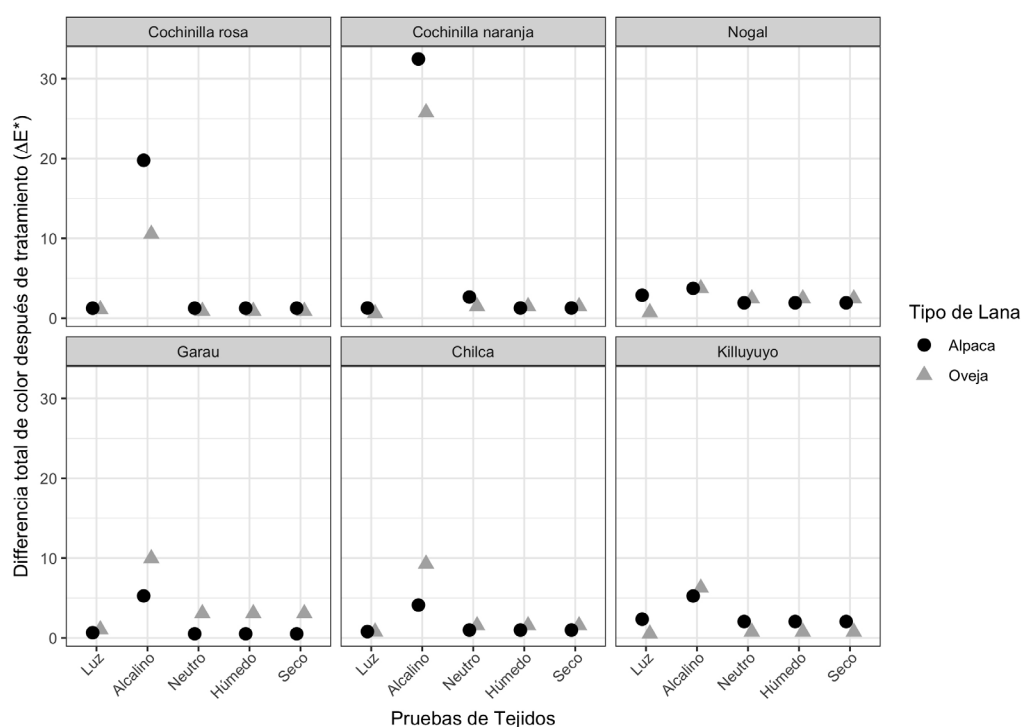 Differencia total de color después de tratamiento (ΔE*)
Cochinilla rosa
Cochinilla naranja
Nogal
30
20
10
0
Garau
Chilca
Killuyuyo
30
20
10
0
Luz Alcalino Neutro Húmedo Seco
Luz Alcalino Neutro Húmedo Seco
Luz Alcalino Neutro Húmedo Seco
Pruebas de Tejidos
Tipo de Lana
Alpaca
Oveja